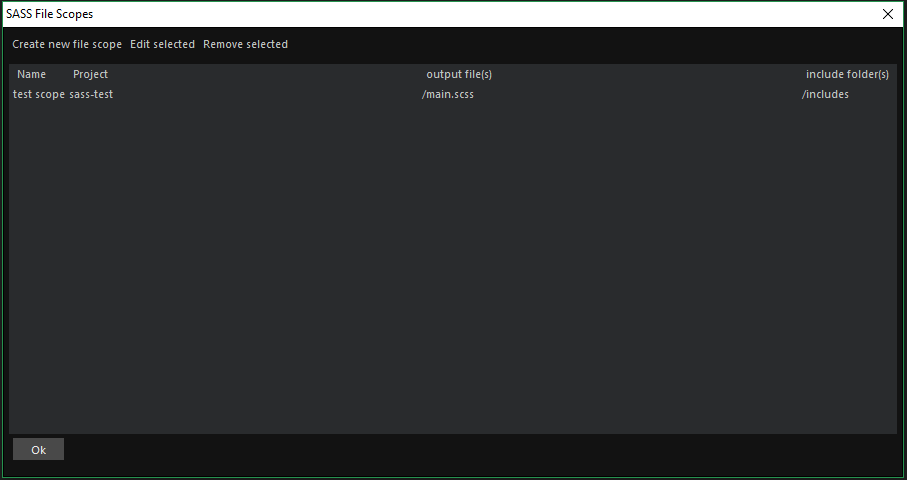 SASS File Scopes
Create new file scope Edit selected Remove selected
Name Project output file(s) include folder(s)
test scope sass-test /main.scss /includes
Ok